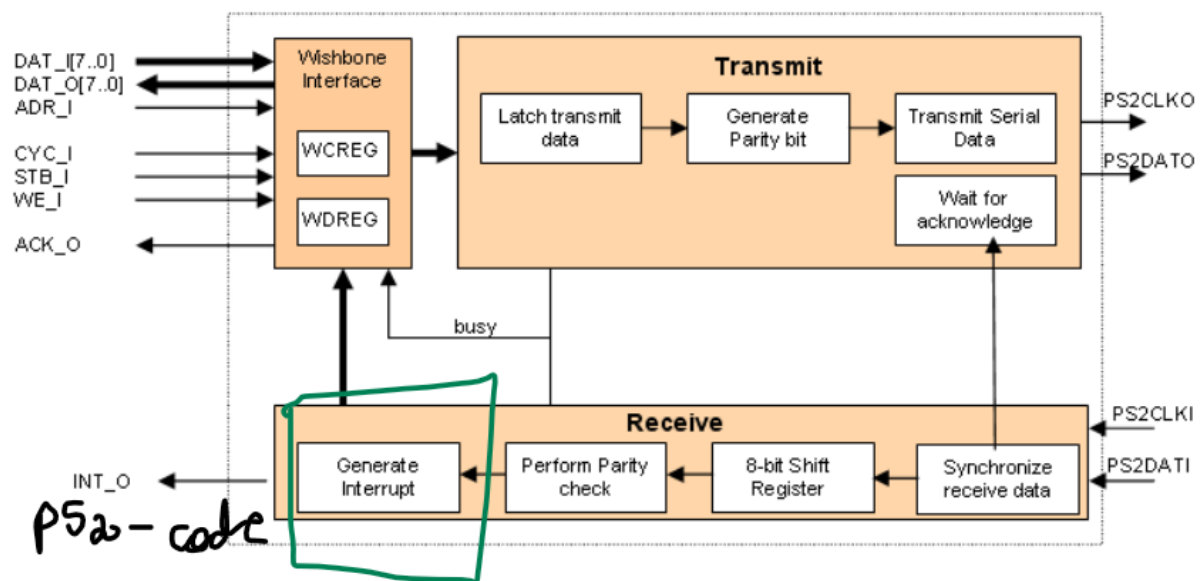 DAT_I[7..0]
DAT_O[7..0]
ADR_I
CYC_I
STB_I
WE_I
ACK_O
Wishbone
Interface
WCREG
WDREG
Transmit
Latch transmit
data
Generate
Parity bit
Transmit Serial
Data
Wait for
acknowledge
PS2CLKO
PS2DATO
busy
Receive
Generate
Interrupt
Perform Parity
check
8-bit Shift
Register
Synchronize
receive data
PS2CLKI
PS2DATI
INT_O
ps2-code